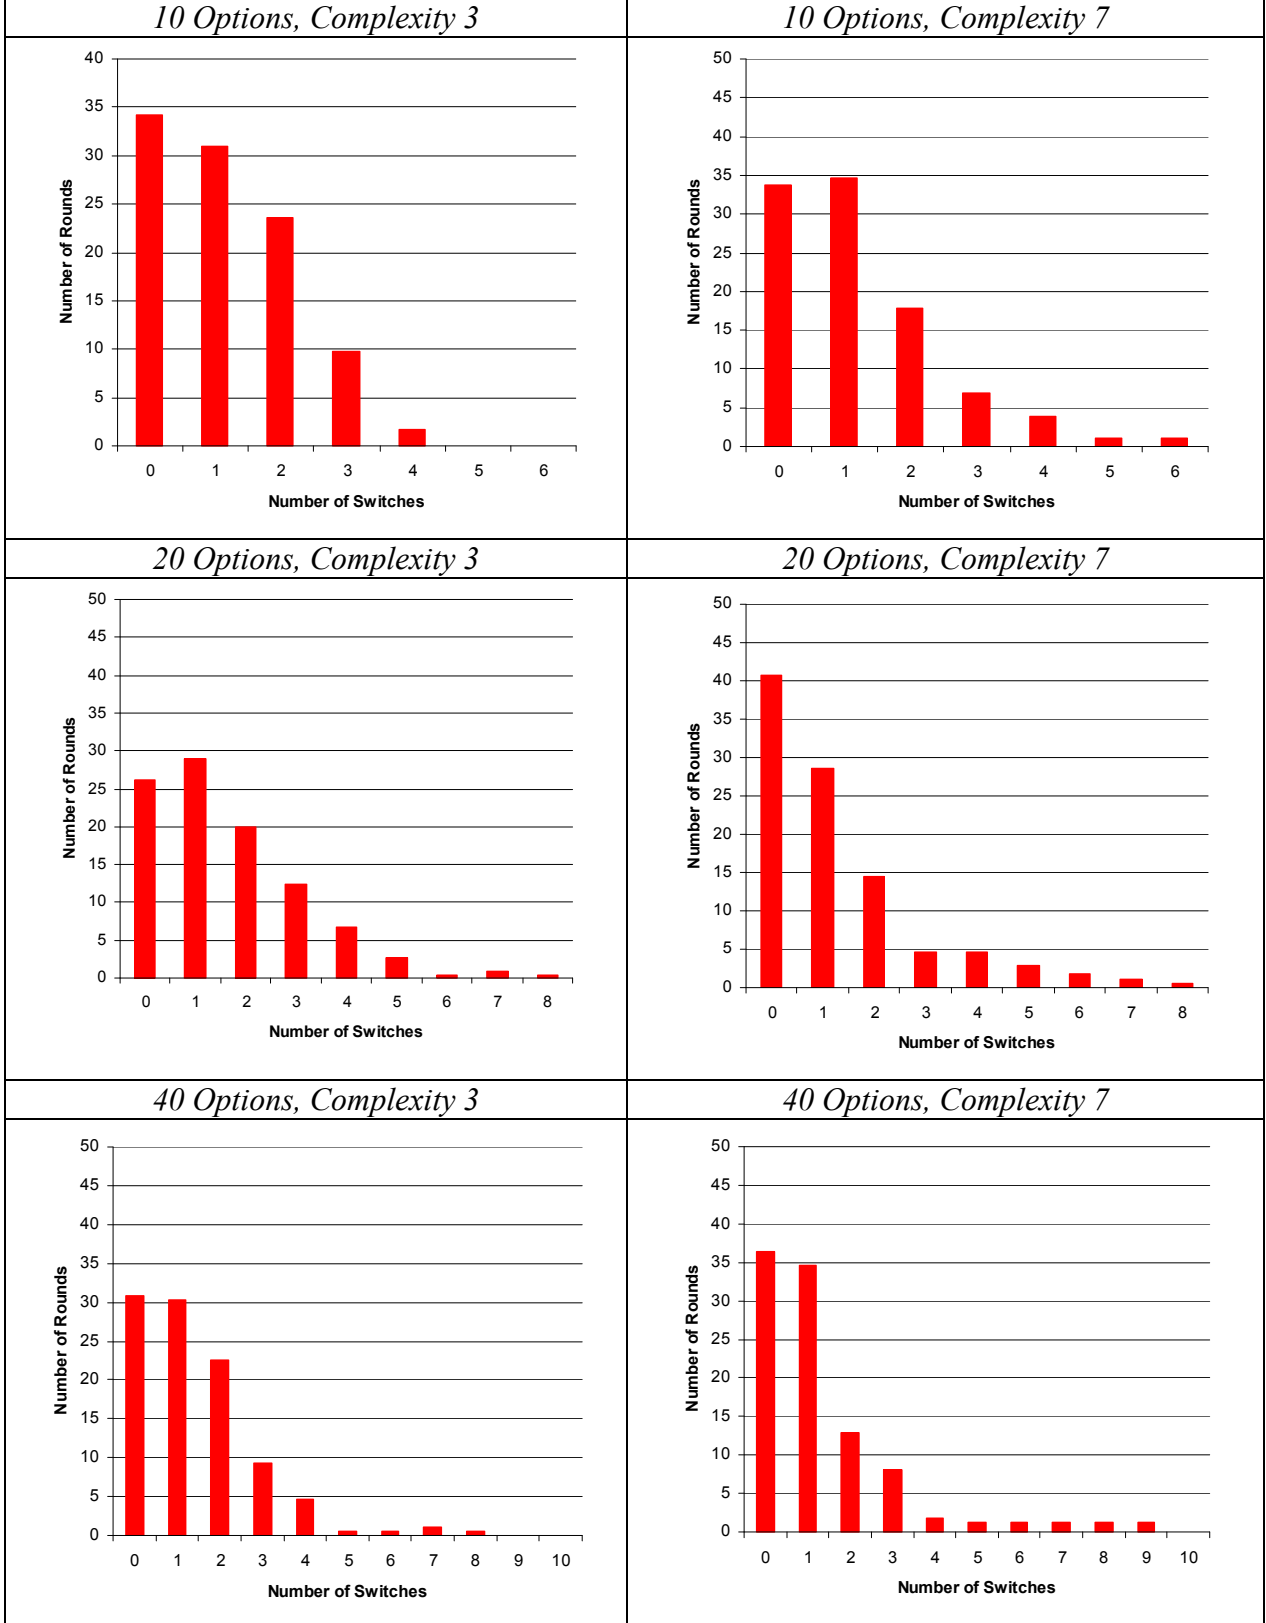 10 Options, Complexity 3
40
35
30
25
20
15
10
5
0
Number of Rounds
0 1 2 3 4 5 6
Number of Switches
10 Options, Complexity 7
50
45
40
35
30
25
20
15
10
5
0
Number of Rounds
0 1 2 3 4 5 6
Number of Switches
20 Options, Complexity 3
50
45
40
35
30
25
20
15
10
5
0
Number of Rounds
0 1 2 3 4 5 6 7 8
Number of Switches
20 Options, Complexity 7
50
45
40
35
30
25
20
15
10
5
0
Number of Rounds
0 1 2 3 4 5 6 7 8
Number of Switches
40 Options, Complexity 3
50
45
40
35
30
25
20
15
10
5
0
Number of Rounds
0 1 2 3 4 5 6 7 8 9 10
Number of Switches
40 Options, Complexity 7
50
45
40
35
30
25
20
15
10
5
0
Number of Rounds
0 1 2 3 4 5 6 7 8 9 10
Number of Switches